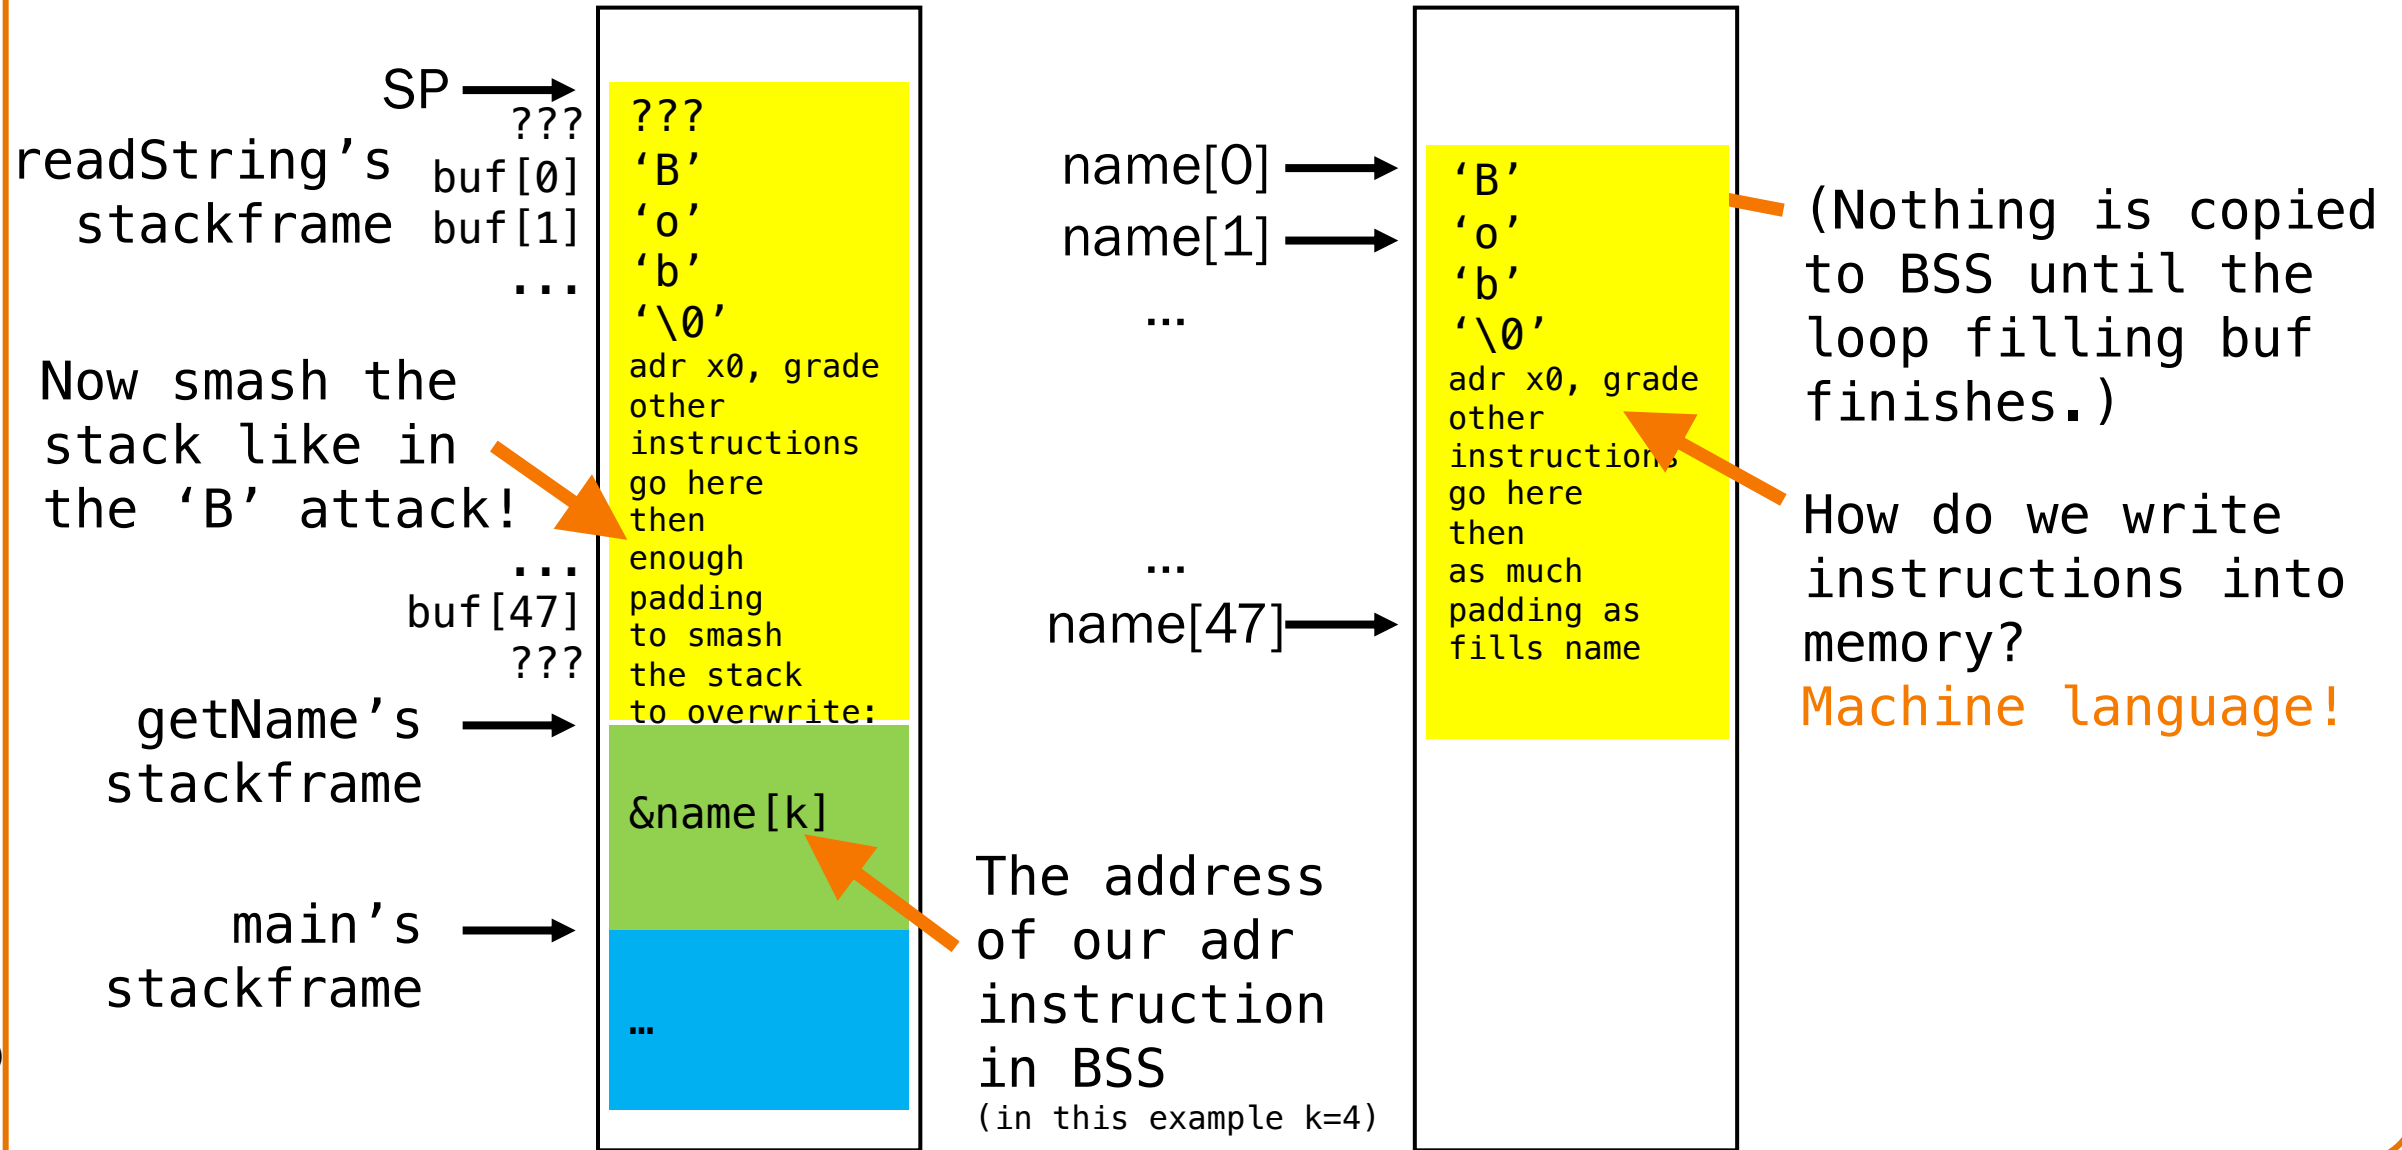 SP
???
readString’s
stackframe
buf[0]
buf[1]
...
Now smash the
stack like in
the ‘B’ attack!
...
buf[47]
???
getName’s
stackframe
main’s
stackframe
???
‘B’
‘o’
‘b’
‘\0’
adr x0, grade
other
instructions
go here
then
enough
padding
to smash
the stack
to overwrite:
&name[k]
…
name[0]
name[1]
…
…
name[47]
The address
of our adr
instruction
in BSS
(in this example k=4)
‘B’
‘o’
‘b’
‘\0’
adr x0, grade
other
instructions
go here
then
as much
padding as
fills name
(Nothing is copied
to BSS until the
loop filling buf
finishes.)
How do we write
instructions into
memory?
Machine language!